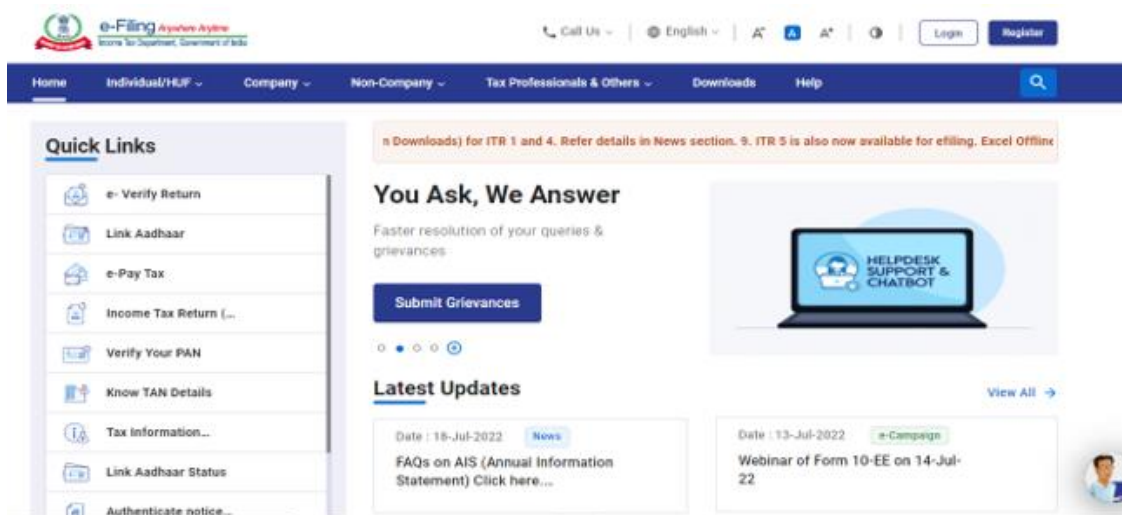 e-Filing Anywhere Anytime
Income Tax Department, Government of India
Call Us
English
A-
A
A+
Login
Register
Home
Individual/HUF
Company
Non-Company
Tax Professionals & Others
Downloads
Help
Quick Links
e- Verify Return
Link Aadhaar
e-Pay Tax
Income Tax Return (...
Verify Your PAN
Know TAN Details
Tax Information...
Link Aadhaar Status
Authenticate notice...
n Downloads) for ITR 1 and 4. Refer details in News section. 9. ITR 5 is also now available for efiling. Excel Offline
You Ask, We Answer
Faster resolution of your queries &
grievances
Submit Grievances
HELPDESK
SUPPORT &
CHATBOT
Latest Updates
View All
Date : 18-Jul-2022
News
FAQs on AIS (Annual Information
Statement) Click here....
Date : 13-Jul-2022
e-Campaign
Webinar of Form 10-EE on 14-Jul-
22